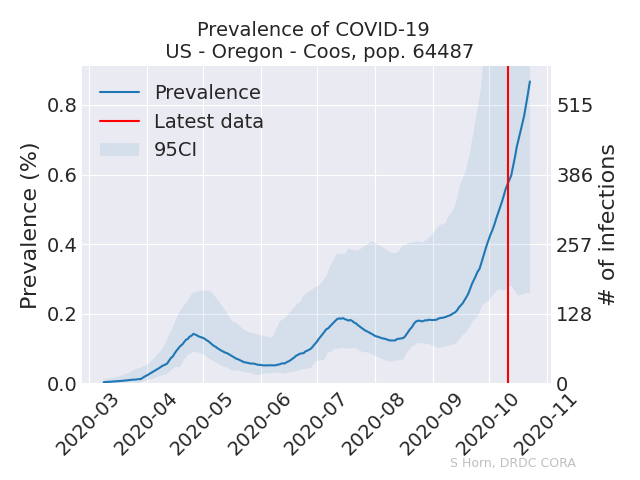 Prevalence of COVID-19
US - Oregon - Coos, pop. 64487
Prevalence
Latest data
95CI
Prevalence (%)
0.8
0.6
0.4
0.2
0.0
515
386
257
128
0
# of infections
2020-03
2020-04
2020-05
2020-06
2020-07
2020-08
2020-09
2020-10
2020-11
S Horn, DRDC CORA